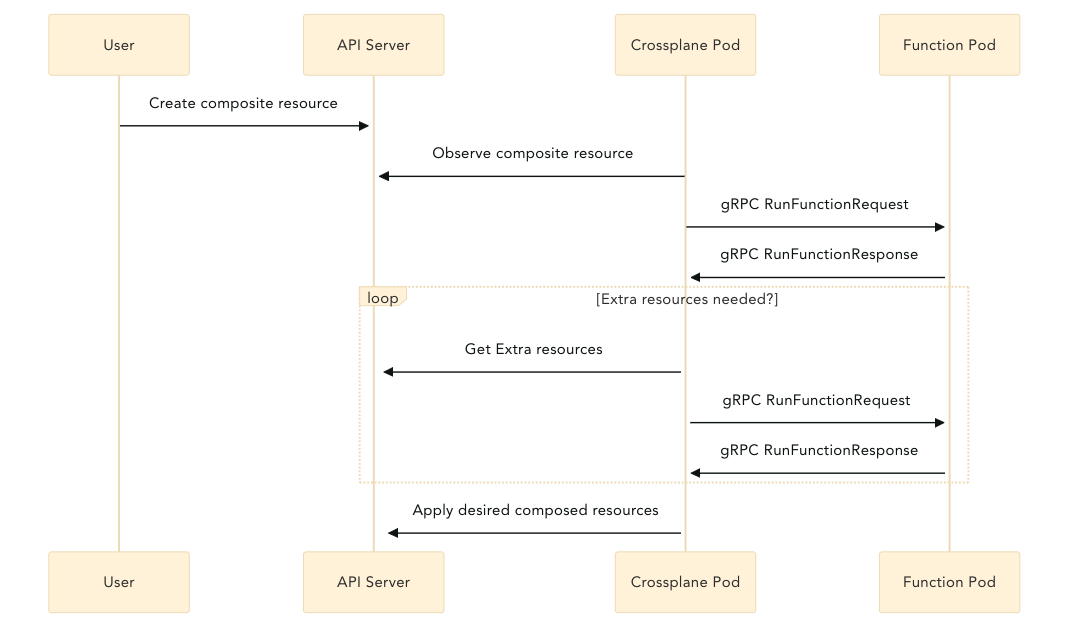 User
API Server
Crossplane Pod
Function Pod
Create composite resource
Observe composite resource
gRPC RunFunctionRequest
gRPC RunFunctionResponse
loop
[Extra resources needed?]
Get Extra resources
gRPC RunFunctionRequest
gRPC RunFunctionResponse
Apply desired composed resources
User
API Server
Crossplane Pod
Function Pod